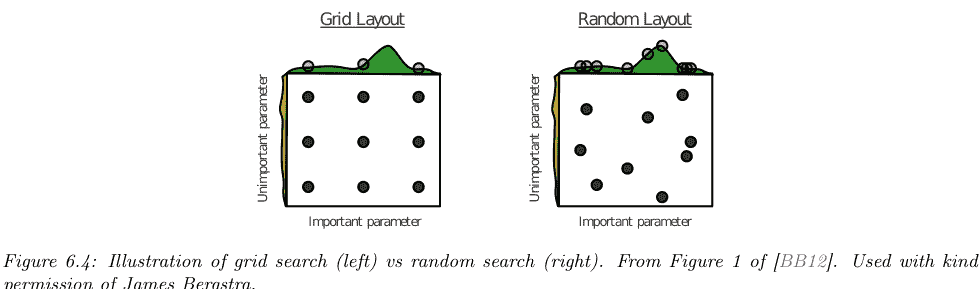 Grid Layout
Random Layout
Unimportant parameter
Important parameter
Unimportant parameter
Important parameter
Figure 6.4: Illustration of grid search (left) vs random search (right). From Figure 1 of [BB12]. Used with kind
permission of James Bergstra.